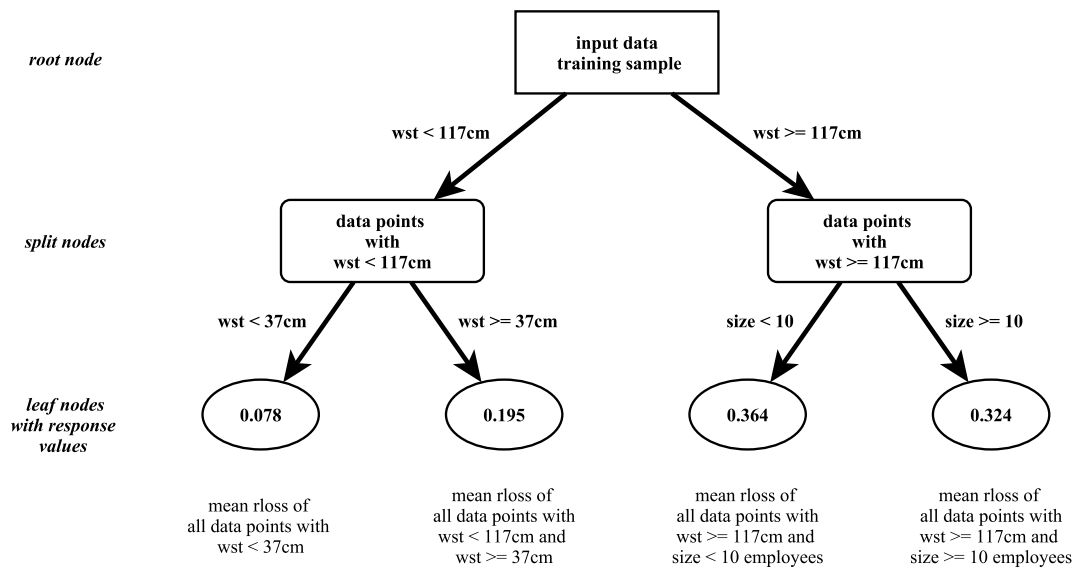 root node
input data
training sample
wst < 117cm
wst >= 117cm
split nodes
data points
with
wst < 117cm
data points
with
wst >= 117cm
wst < 37cm
wst >= 37cm
size < 10
size >= 10
leaf nodes
with response
values
0.078
0.195
0.364
0.324
mean rloss of
all data points with
wst < 37cm
mean rloss of
all data points with
wst < 117cm and
wst >= 37cm
mean rloss of
all data points with
wst >= 117cm and
size < 10 employees
mean rloss of
all data points with
wst >= 117cm and
size >= 10 employees